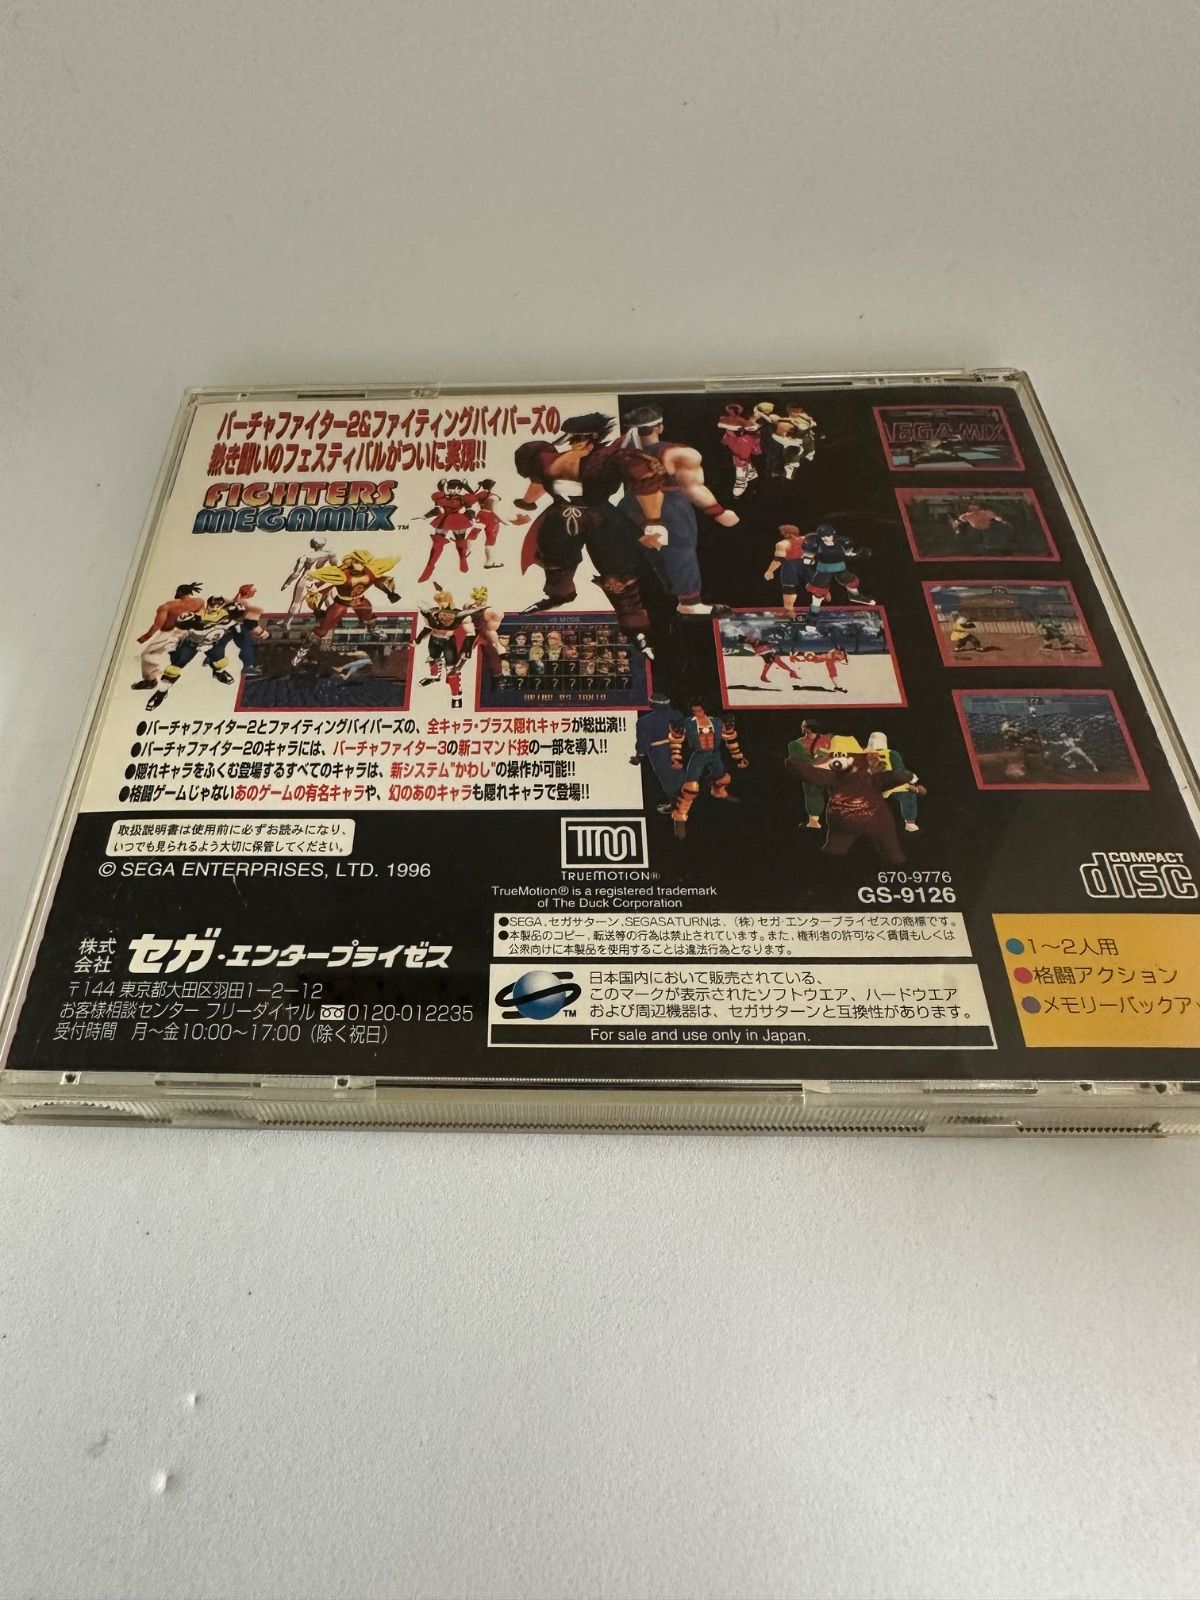 バーチャファイター2&ファイティングバイパーズの
熱き闘いのフェスティバルがついに実現!!
FIGHTERS
MEGAMiX™
●バーチャファイター2とファイティングバイパーズの、全キャラ・プラス隠れキャラが総出演!!
●バーチャファイター2のキャラには、バーチャファイター3の新コマンド技の一部を導入!!
●隠れキャラをふくむ登場するすべてのキャラは、新システム"かわし"の操作が可能!!
●格闘ゲームじゃないあのゲームの有名キャラや、幻のあのキャラも隠れキャラで登場!!
取扱説明書は使用前に必ずお読みになり、
いつでも見られるよう大切に保管してください。
© SEGA ENTERPRISES, LTD. 1996
株式会社 セガ・エンタープライゼス
〒144 東京都大田区羽田1-2-12
お客様相談センター フリーダイヤル 0120-012235
受付時間 月〜金10:00〜17:00（除く祝日）
TM
TRUEMOTION®
TrueMotion® is a registered trademark
of The Duck Corporation
670-9776
GS-9126
●SEGA、セガサターン、SEGASATURNは、（株）セガ・エンタープライゼスの商標です。
●本製品のコピー、転送等の行為は禁止されています。また、権利者の許可なく賃貸もしくは
公衆向けに本製品を使用することは違法行為となります。
TM
日本国内において販売されている、
このマークが表示されたソフトウエア、ハードウエア
および周辺機器は、セガサターンと互換性があります。
For sale and use only in Japan.
COMPACT
disc
●1〜2人用
●格闘アクション
●メモリーバックア